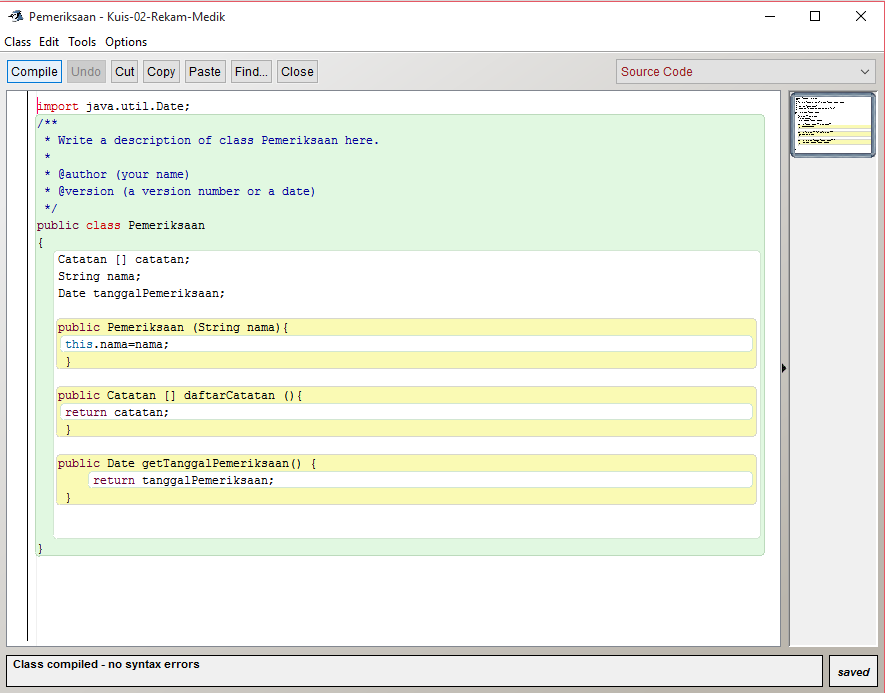 Pemeriksaan - Kuis-02-Rekam-Medik
Class Edit Tools Options
Compile Undo Cut Copy Paste Find... Close Source Code
import java.util.Date;
/**
 * Write a description of class Pemeriksaan here.
 *
 * @author (your name)
 * @version (a version number or a date)
 */
public class Pemeriksaan
{
Catatan [] catatan;
String nama;
Date tanggalPemeriksaan;
public Pemeriksaan (String nama){
this.nama=nama;
}
public Catatan [] daftarCatatan (){
return catatan;
}
public Date getTanggalPemeriksaan() {
return tanggalPemeriksaan;
}
}
Class compiled - no syntax errors
saved